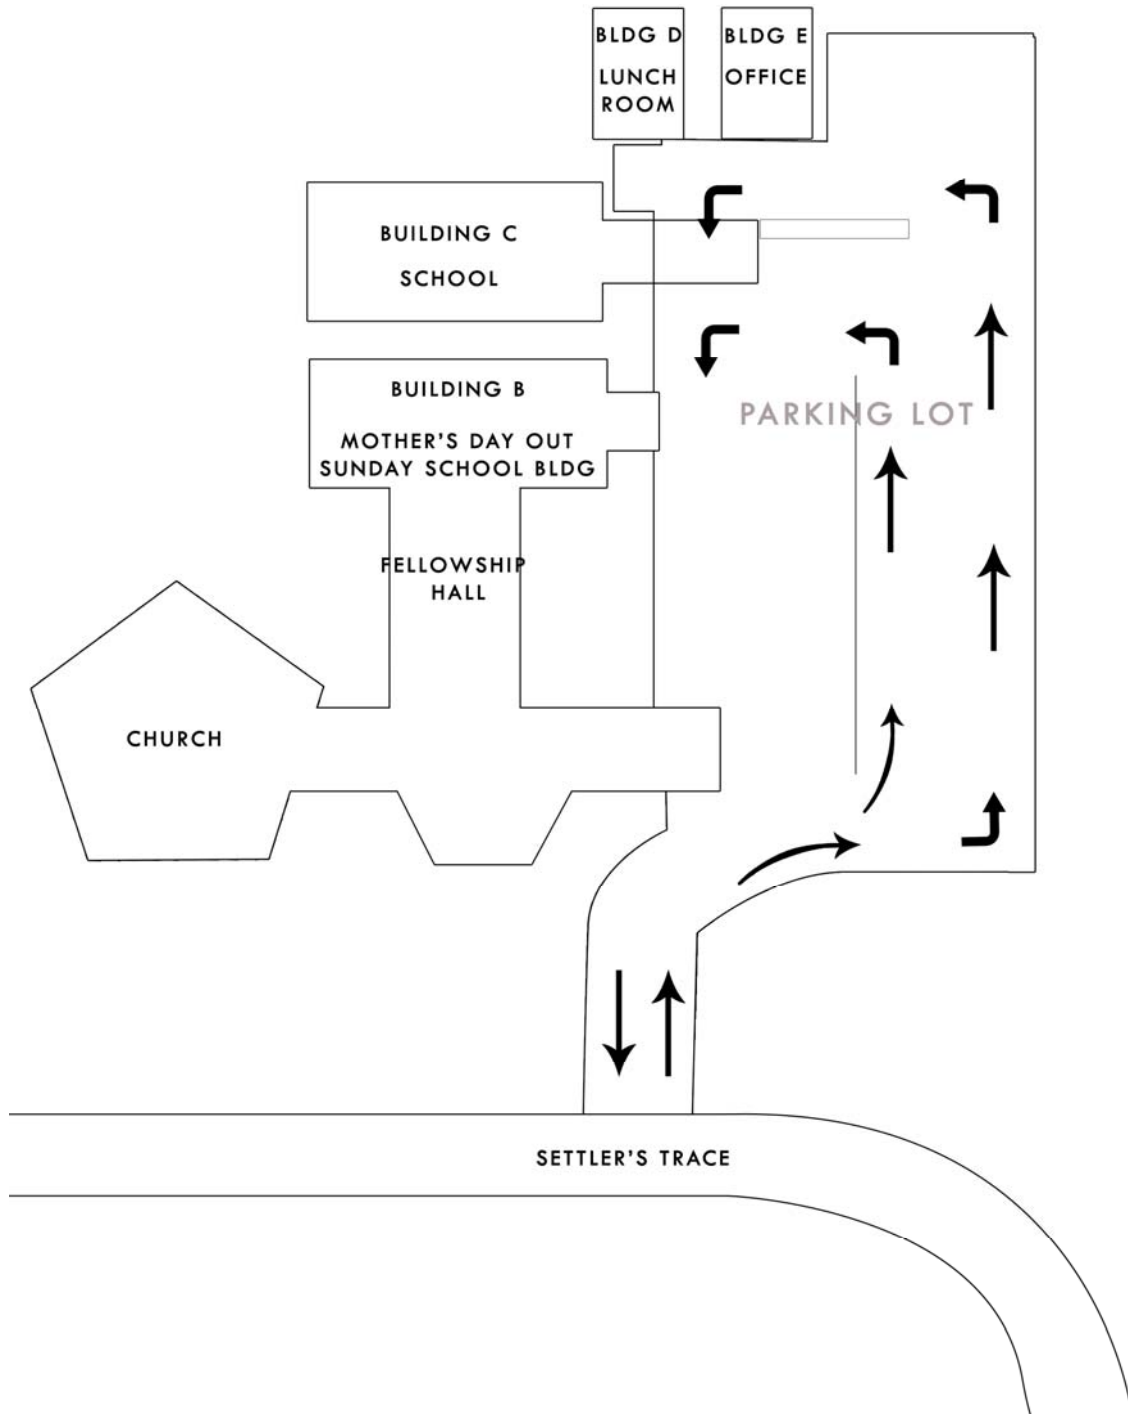 BLDG D
LUNCH
ROOM
BLDG E
OFFICE
BUILDING C
SCHOOL
BUILDING B
MOTHER'S DAY OUT
SUNDAY SCHOOL BLDG
PARKING LOT
FELLOWSHIP
HALL
CHURCH
SETTLER'S TRACE